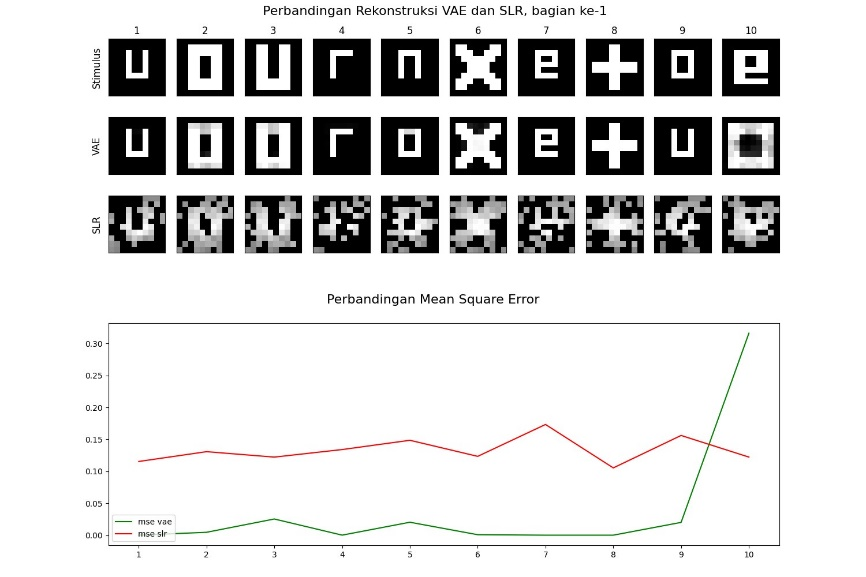 Perbandingan Rekonstruksi VAE dan SLR, bagian ke-1
1 2 3 4 5 6 7 8 9 10
Stimulus
VAE
SLR
Perbandingan Mean Square Error
0.30
0.25
0.20
0.15
0.10
0.05
0.00
mse vae
mse slr
1 2 3 4 5 6 7 8 9 10